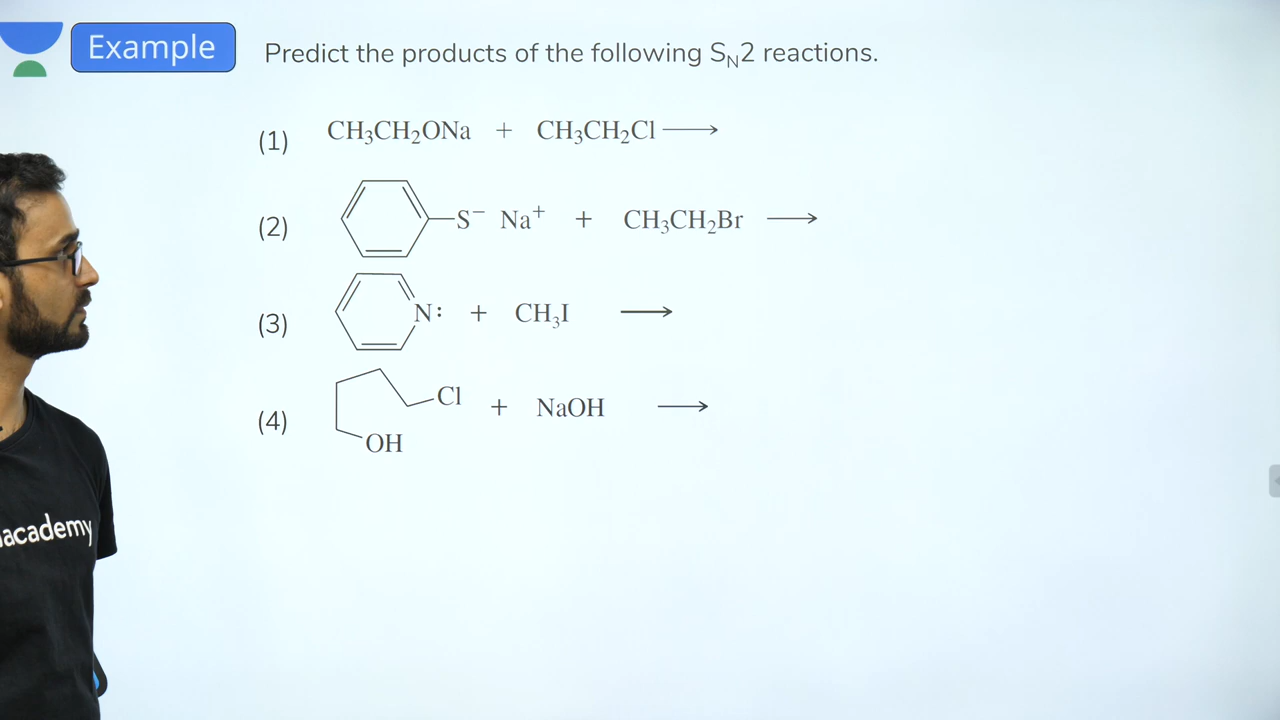 Example
Predict the products of the following S_N2 reactions.
(1) CH₃CH₂ONa + CH₃CH₂Cl ⟶
(2) S⁻ Na⁺ + CH₃CH₂Br ⟶
(3) N: + CH₃I ⟶
(4) Cl + NaOH ⟶
OH
academy